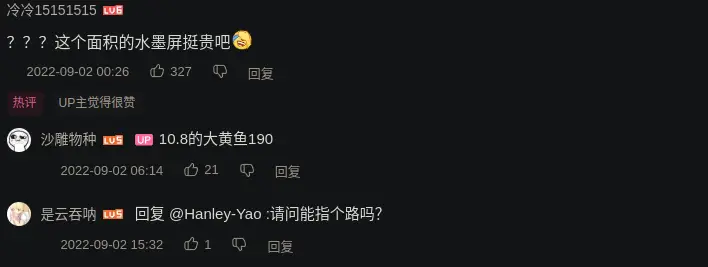 冷冷15151515 LV6
？？？这个面积的水墨屏挺贵吧
2022-09-02 00:26 327 回复
热评 UP主觉得很赞
沙雕物种 LV5 UP 10.8的大黄鱼190
2022-09-02 06:14 21 回复
是云吞呐 LV5 回复 @Hanley-Yao :请问能指个路吗?
2022-09-02 15:32 1 回复